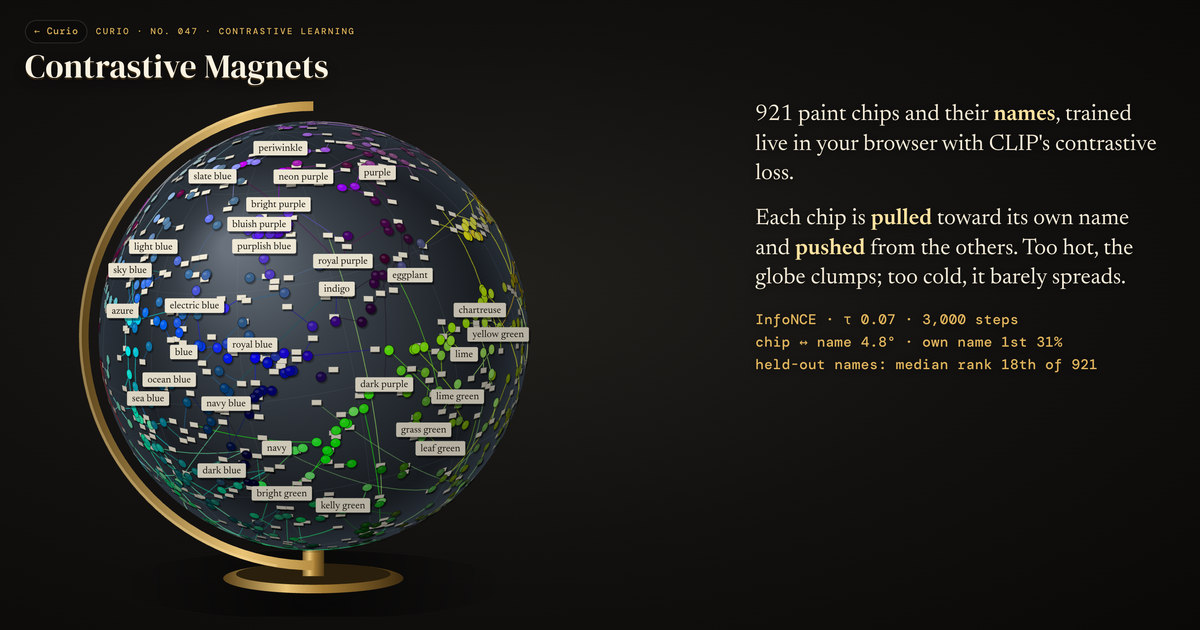 ← Curio
CURIO · NO. 047 · CONTRASTIVE LEARNING
Contrastive Magnets
921 paint chips and their names, trained
live in your browser with CLIP's contrastive
loss.
Each chip is pulled toward its own name
and pushed from the others. Too hot, the
globe clumps; too cold, it barely spreads.
InfoNCE · τ 0.07 · 3,000 steps
chip ↔ name 4.8° · own name 1st 31%
held-out names: median rank 18th of 921
periwinkle
slate blue
neon purple
purple
bright purple
bluish purple
light blue
purplish blue
sky blue
royal purple
eggplant
indigo
azure
electric blue
chartreuse
yellow green
blue
royal blue
lime
ocean blue
dark purple
sea blue
navy blue
lime green
grass green
navy
leaf green
dark blue
bright green
kelly green